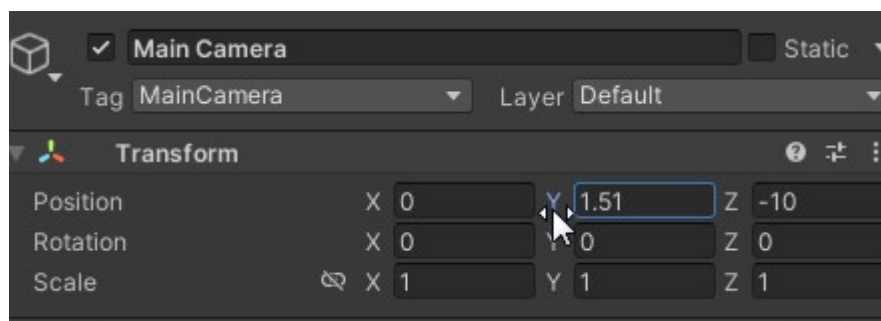 Main Camera Static
Tag MainCamera Layer Default
Transform
Position X 0 Y 1.51 Z -10
Rotation X 0 Y 0 Z 0
Scale X 1 Y 1 Z 1